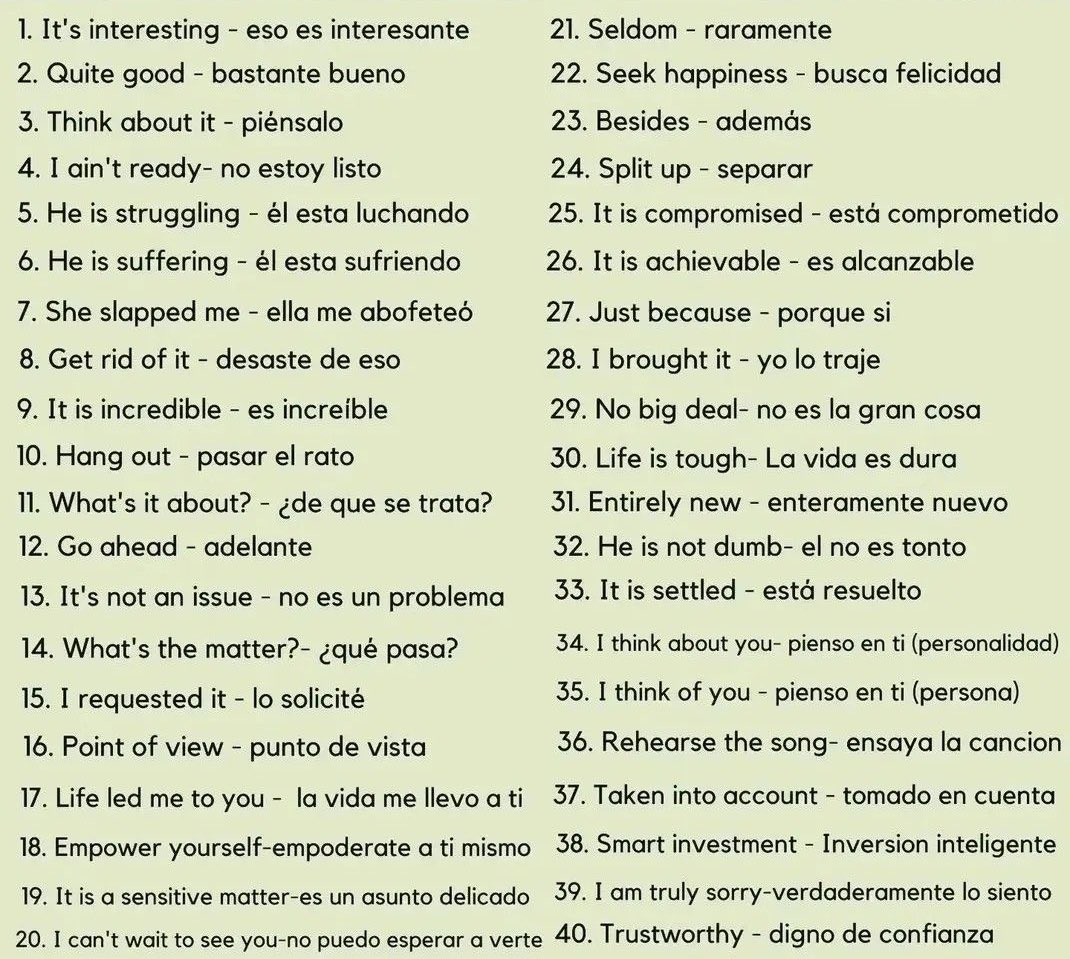 1. It's interesting - eso es interesante
2. Quite good - bastante bueno
3. Think about it - piénsalo
4. I ain't ready- no estoy listo
5. He is struggling - él esta luchando
6. He is suffering - él esta sufriendo
7. She slapped me - ella me abofeteó
8. Get rid of it - desaste de eso
9. It is incredible - es increíble
10. Hang out - pasar el rato
11. What's it about? - ¿de que se trata?
12. Go ahead - adelante
13. It's not an issue - no es un problema
14. What's the matter?- ¿qué pasa?
15. I requested it - lo solicité
16. Point of view - punto de vista
17. Life led me to you - la vida me llevo a ti
18. Empower yourself-empoderate a ti mismo
19. It is a sensitive matter-es un asunto delicado
20. I can't wait to see you-no puedo esperar a verte
21. Seldom - raramente
22. Seek happiness - busca felicidad
23. Besides - además
24. Split up - separar
25. It is compromised - está comprometido
26. It is achievable - es alcanzable
27. Just because - porque si
28. I brought it - yo lo traje
29. No big deal- no es la gran cosa
30. Life is tough- La vida es dura
31. Entirely new - enteramente nuevo
32. He is not dumb- el no es tonto
33. It is settled - está resuelto
34. I think about you- pienso en ti (personalidad)
35. I think of you - pienso en ti (persona)
36. Rehearse the song- ensaya la cancion
37. Taken into account - tomado en cuenta
38. Smart investment - Inversion inteligente
39. I am truly sorry-verdaderamente lo siento
40. Trustworthy - digno de confianza